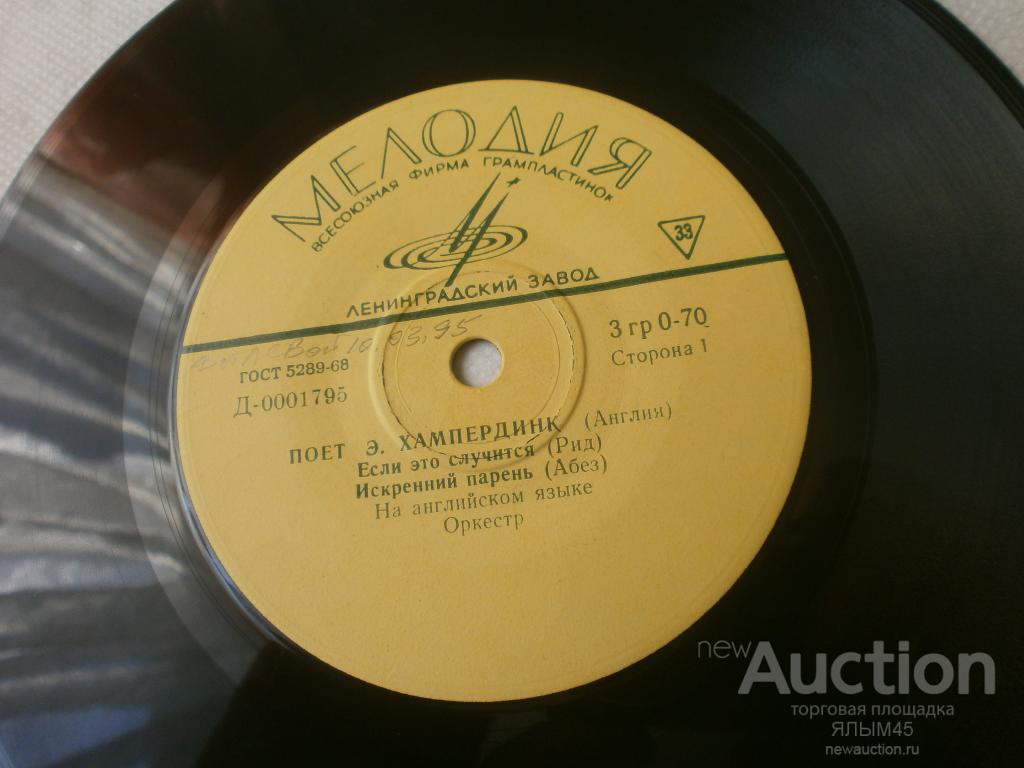 МЕЛОДИЯ
ВСЕСОЮЗНАЯ ФИРМА ГРАМПЛАСТИНОК
33
ЛЕНИНГРАДСКИЙ ЗАВОД
3 гр 0-70
Сторона 1
ГОСТ 5289-68
Д-0001795
ПОЕТ Э. ХАМПЕРДИНК (Англия)
Если это случится (Рид)
Искренний парень (Абез)
На английском языке
Оркестр
newAuction
торговая площадка
ЯЛЫМ45
newauction.ru